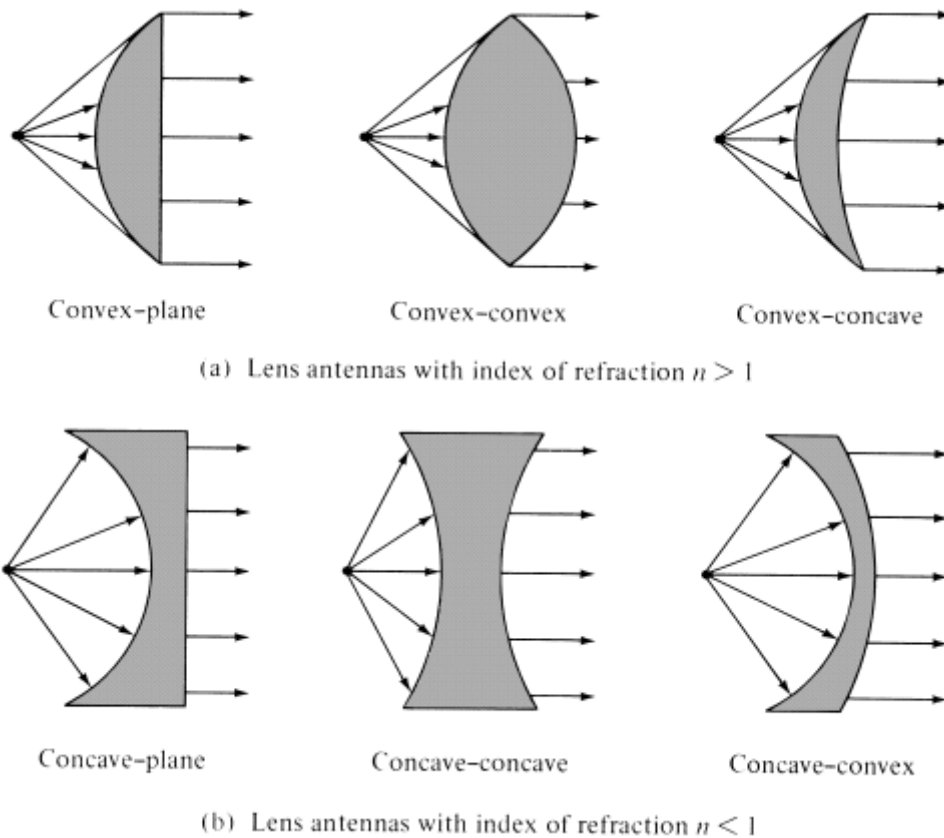 Convex-plane
Convex-convex
Convex-concave
(a) Lens antennas with index of refraction n > 1
Concave-plane
Concave-concave
Concave-convex
(b) Lens antennas with index of refraction n < 1